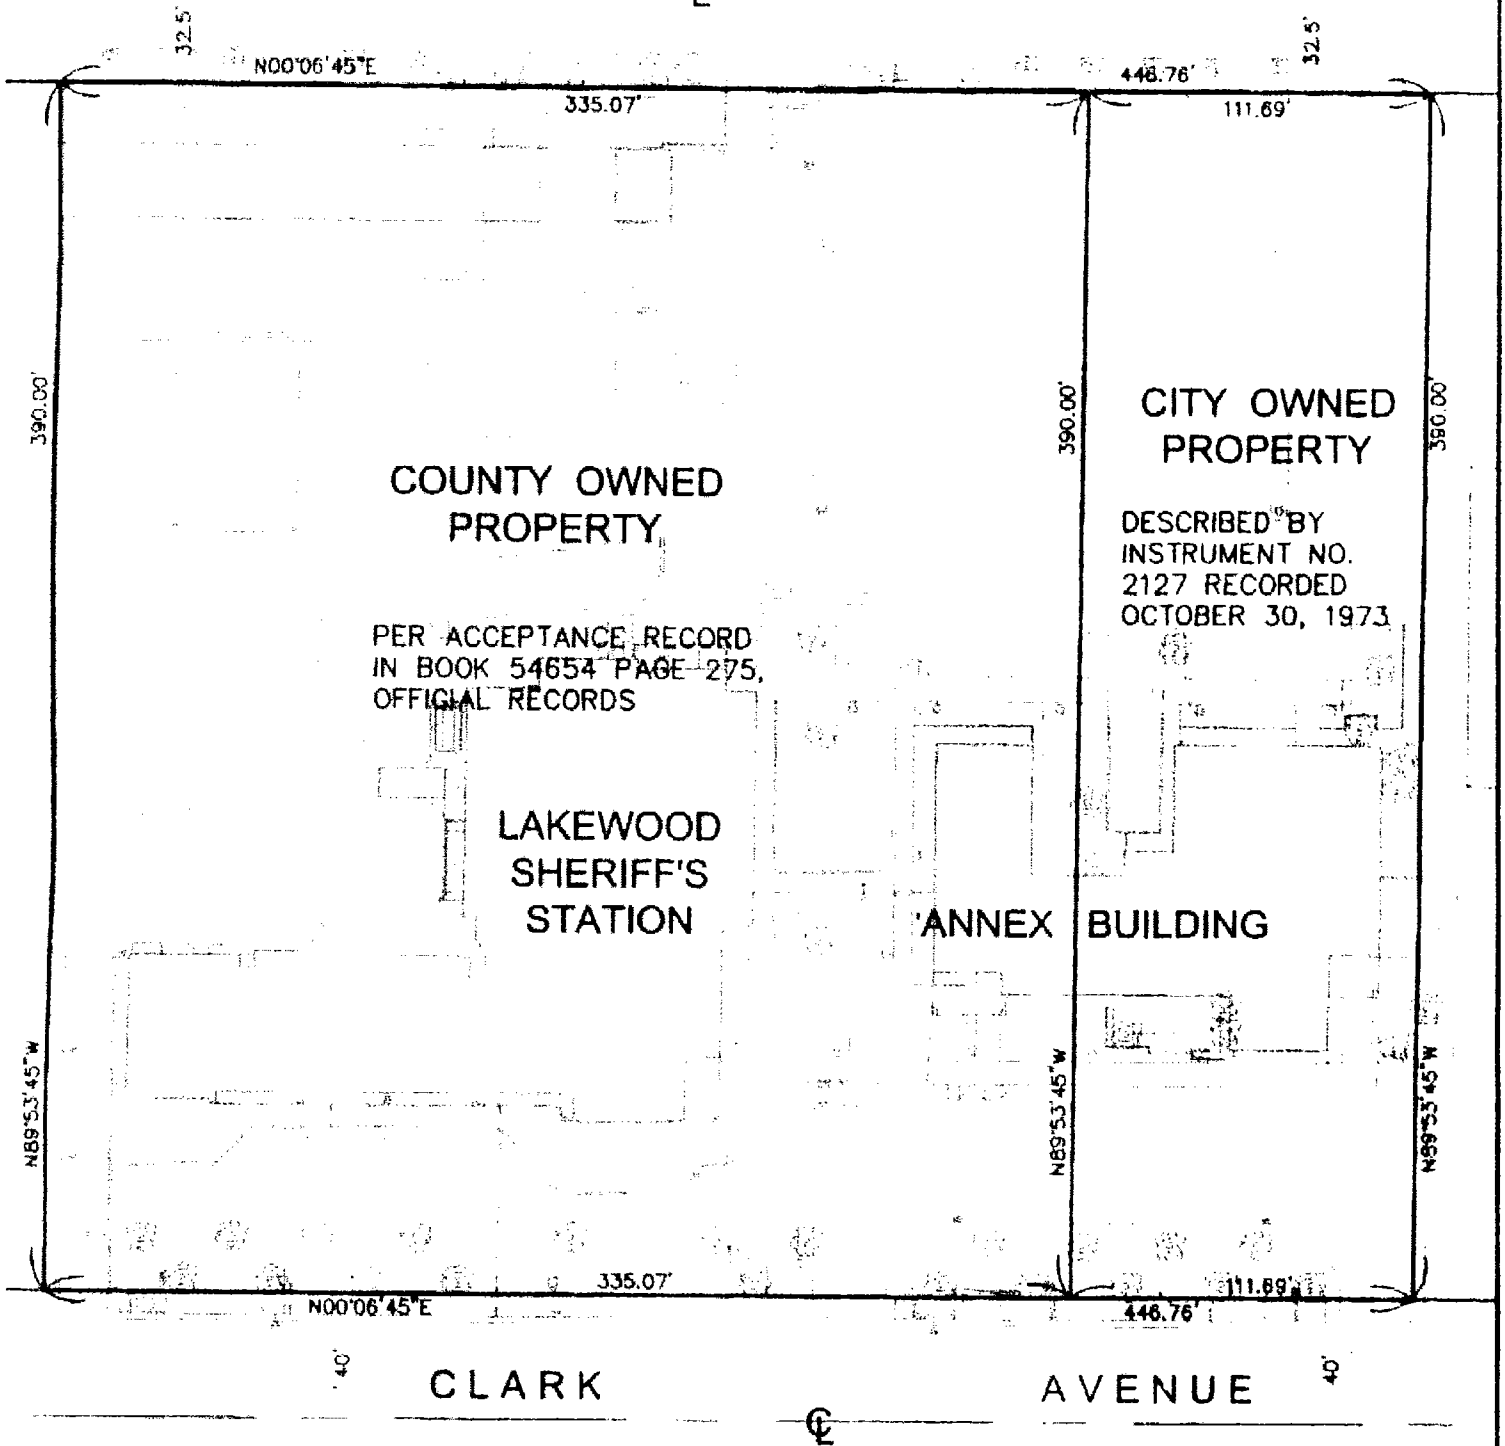 32.5'
32.5'
N00°06'45"E
446.76'
335.07'
111.69'
390.00'
390.00'
390.00'
CITY OWNED
PROPERTY
COUNTY OWNED
PROPERTY
DESCRIBED BY
INSTRUMENT NO.
2127 RECORDED
OCTOBER 30, 1973
PER ACCEPTANCE RECORD
IN BOOK 54654 PAGE 275,
OFFICIAL RECORDS
LAKEWOOD
SHERIFF'S
STATION
ANNEX BUILDING
N89°53'45"W
N89°53'45"W
N89°53'45"W
335.07'
111.69'
N00°06'45"E
446.76'
40'
40'
CLARK AVENUE
℄